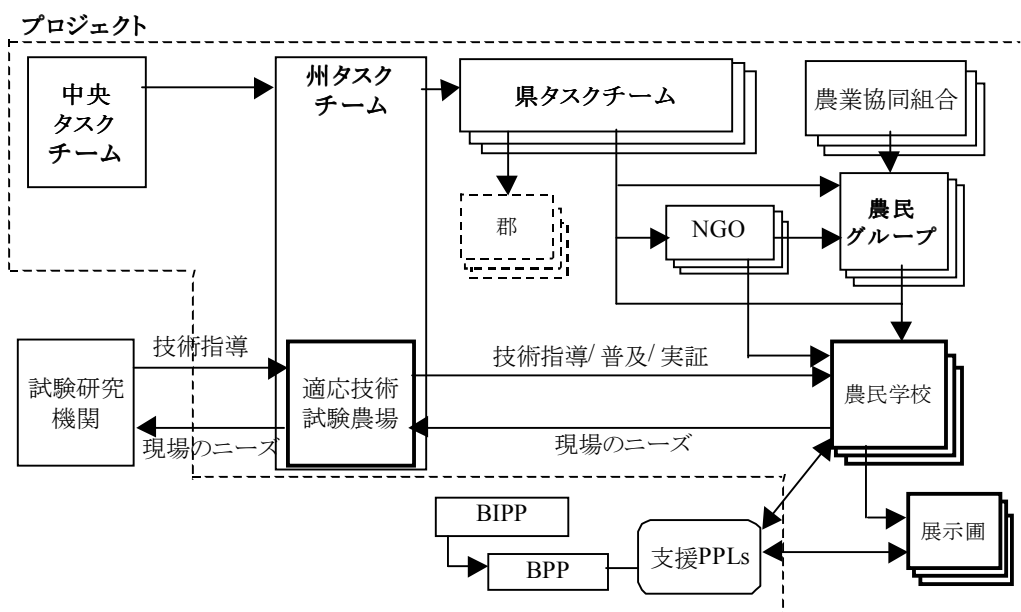 プロジェクト
中央
タスク
チーム
州タスク
チーム
県タスクチーム
農業協同組合
郡
NGO
農民
グループ
試験研究
機関
技術指導
適応技術
試験農場
技術指導/ 普及/ 実証
農民学校
現場のニーズ
現場のニーズ
BIPP
BPP
支援PPLs
展示圃